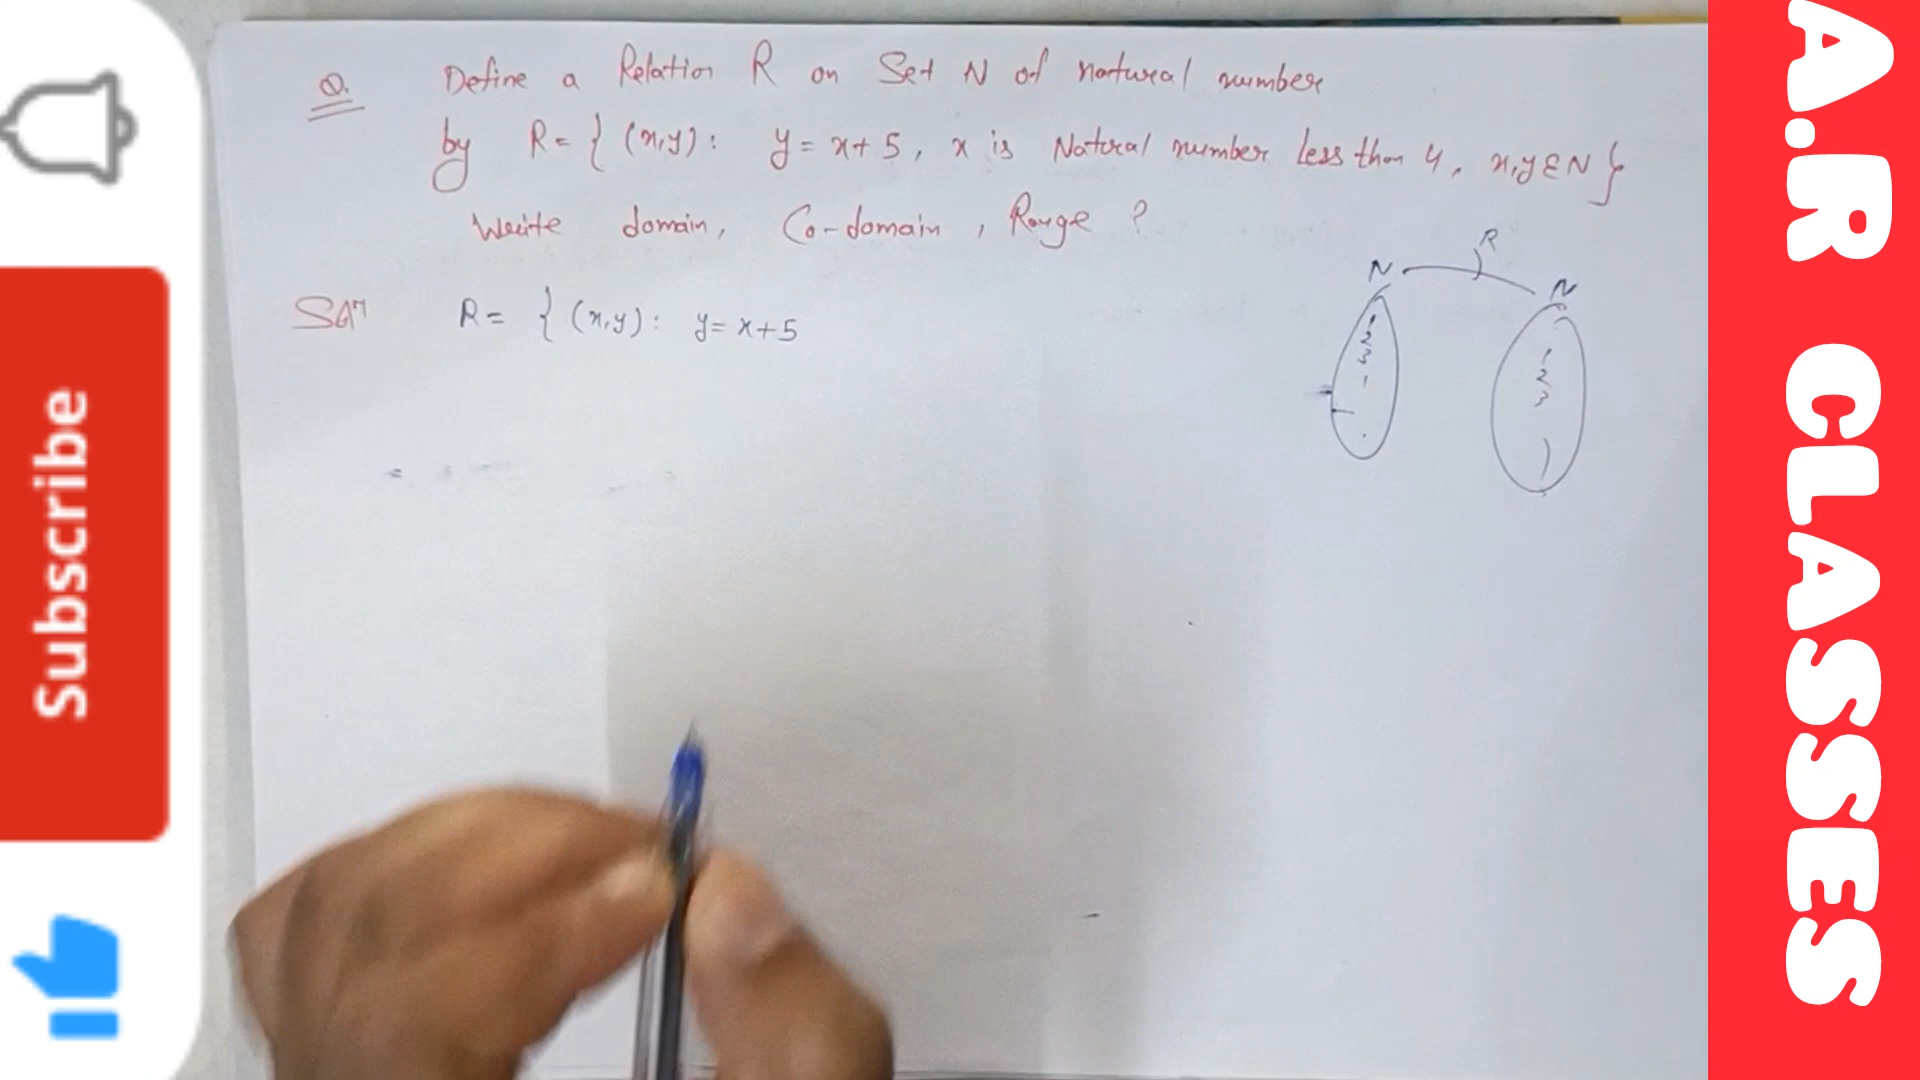 Q. Define a Relation R on Set N of natural number
by R= { (x,y): y= x+5, x is Natural number less than 4, x,y ∈ N }
Write domain, Co-domain, Range ?
Sol^n R= { (x,y): y= x+5
R
N N
1
2
3
1
2
3
Subscribe
A.R CLASSES